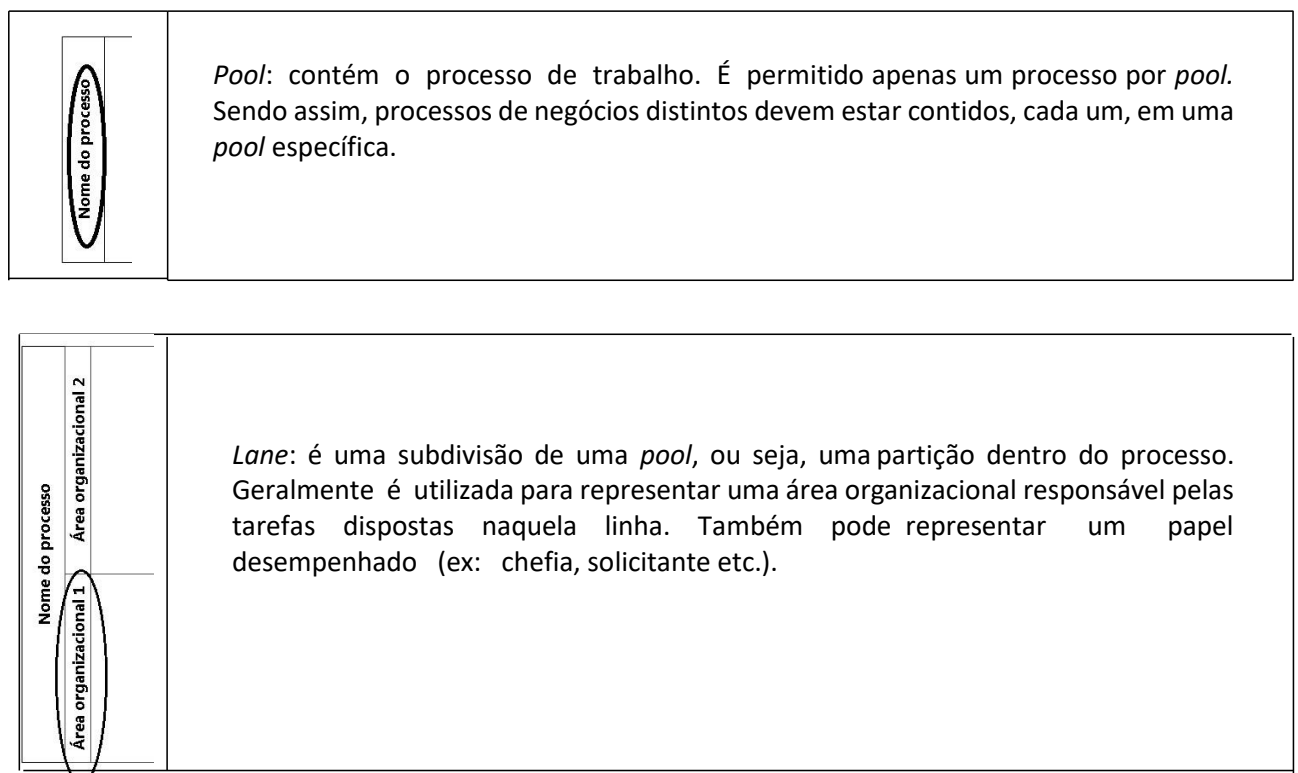 Nome do processo
Pool: contém o processo de trabalho. É permitido apenas um processo por pool.
Sendo assim, processos de negócios distintos devem estar contidos, cada um, em uma
pool específica.
Nome do processo
Área organizacional 2
Área organizacional 1
Lane: é uma subdivisão de uma pool, ou seja, uma partição dentro do processo.
Geralmente é utilizada para representar uma área organizacional responsável pelas
tarefas dispostas naquela linha. Também pode representar um papel
desempenhado (ex: chefia, solicitante etc.).